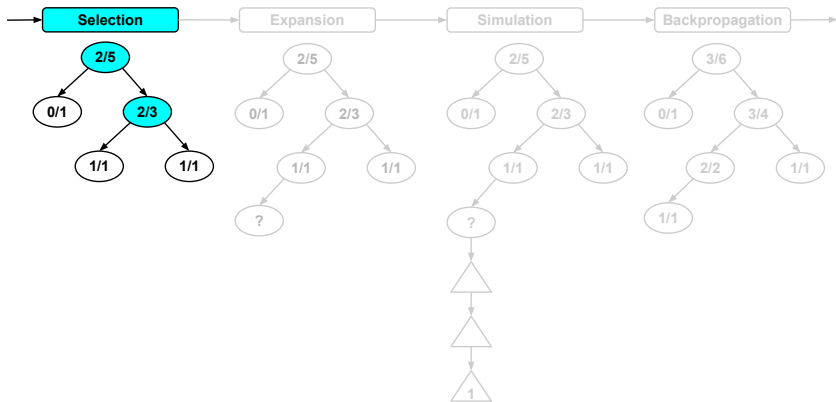 Selection Expansion Simulation Backpropagation
2/5 2/5 2/5 3/6
0/1 2/3 0/1 2/3 0/1 2/3 0/1 3/4
1/1 1/1 1/1 1/1 1/1 1/1 2/2 1/1
? ? 1/1
1